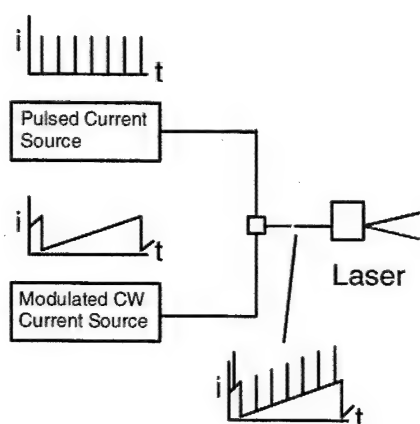 i
t
Pulsed Current
Source
i
t
Modulated CW
Current Source
Laser
i
t